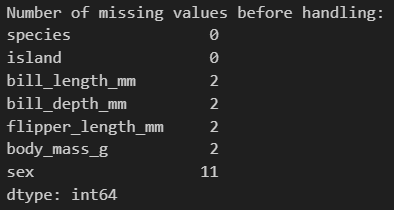 Number of missing values before handling:
species 0
island 0
bill_length_mm 2
bill_depth_mm 2
flipper_length_mm 2
body_mass_g 2
sex 11
dtype: int64